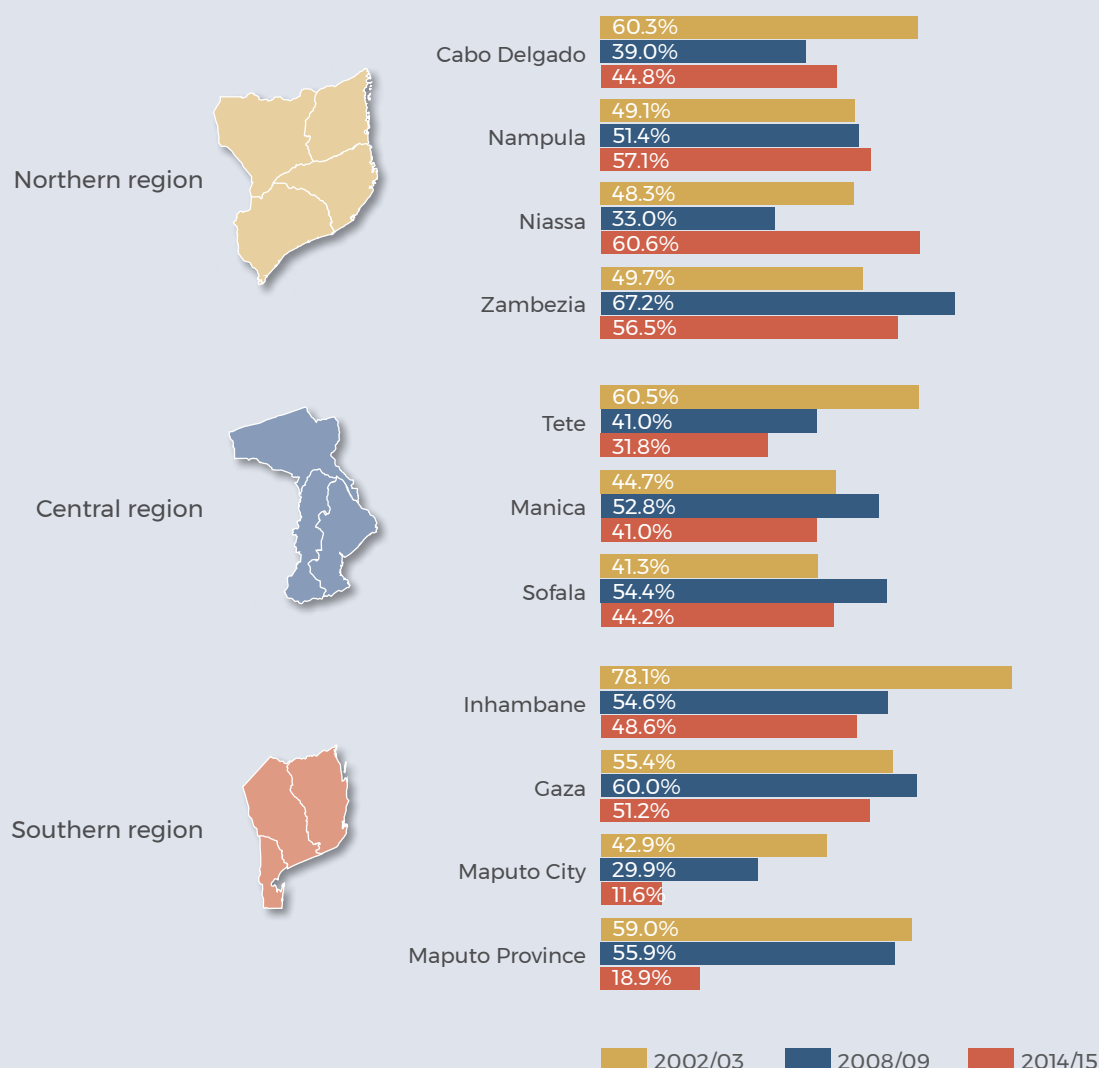 Northern region
Cabo Delgado
60.3%
39.0%
44.8%
Nampula
49.1%
51.4%
57.1%
Niassa
48.3%
33.0%
60.6%
Zambezia
49.7%
67.2%
56.5%
Central region
Tete
60.5%
41.0%
31.8%
Manica
44.7%
52.8%
41.0%
Sofala
41.3%
54.4%
44.2%
Southern region
Inhambane
78.1%
54.6%
48.6%
Gaza
55.4%
60.0%
51.2%
Maputo City
42.9%
29.9%
11.6%
Maputo Province
59.0%
55.9%
18.9%
2002/03 2008/09 2014/15